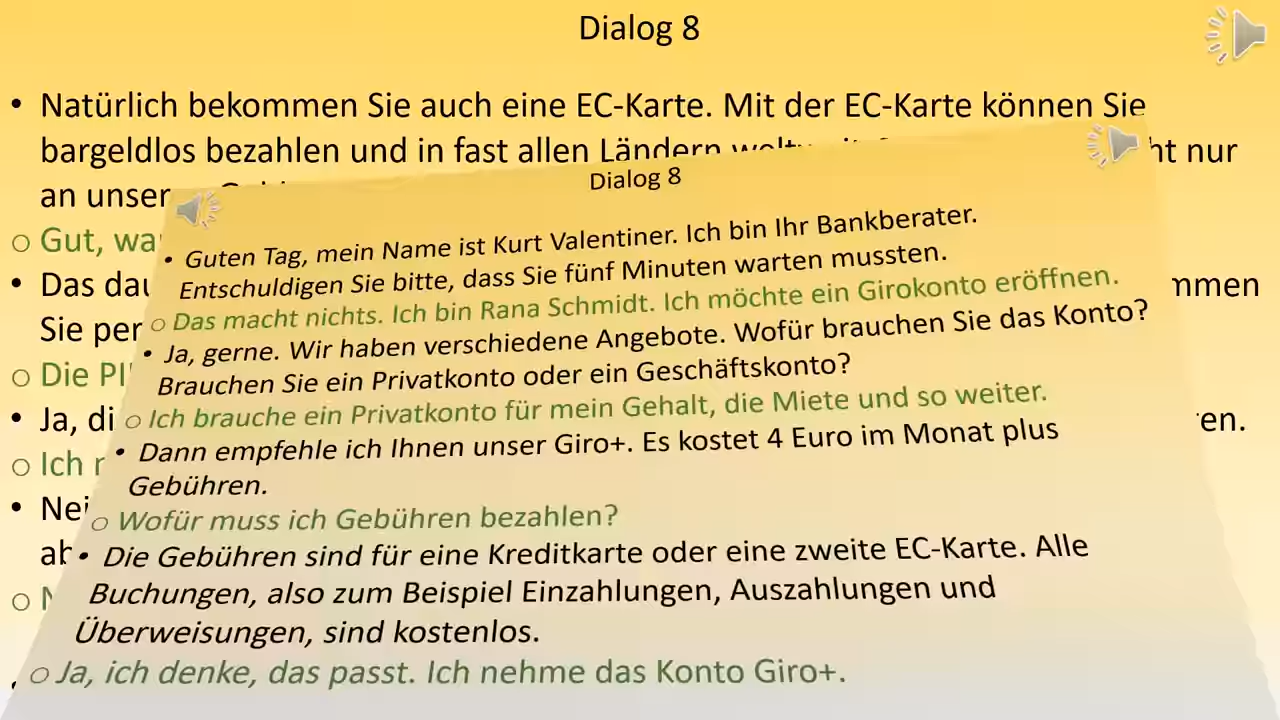 Dialog 8
• Natürlich bekommen Sie auch eine EC-Karte. Mit der EC-Karte können Sie
bargeldlos bezahlen und in fast allen Ländern nur
an
○ Gut,
• Das
Sie
○ Die
• Ja,
○ Ich
Dialog 8
• Guten Tag, mein Name ist Kurt Valentiner. Ich bin Ihr Bankberater.
Entschuldigen Sie bitte, dass Sie fünf Minuten warten mussten.
○ Das macht nichts. Ich bin Rana Schmidt. Ich möchte ein Girokonto eröffnen.
• Ja, gerne. Wir haben verschiedene Angebote. Wofür brauchen Sie das Konto?
Brauchen Sie ein Privatkonto oder ein Geschäftskonto?
○ Ich brauche ein Privatkonto für mein Gehalt, die Miete und so weiter.
• Dann empfehle ich Ihnen unser Giro+. Es kostet 4 Euro im Monat plus
Gebühren.
○ Wofür muss ich Gebühren bezahlen?
• Die Gebühren sind für eine Kreditkarte oder eine zweite EC-Karte. Alle
Buchungen, also zum Beispiel Einzahlungen, Auszahlungen und
Überweisungen, sind kostenlos.
○ Ja, ich denke, das passt. Ich nehme das Konto Giro+.